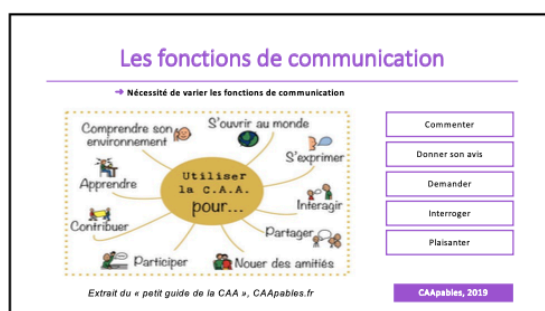 Les fonctions de communication
➔ Nécessité de varier les fonctions de communication
Comprendre son
environnement
S'ouvrir au monde
S'exprimer
Apprendre
Utiliser
la C.A.A.
pour...
Interagir
Contribuer
Partager
Participer
Nouer des amitiés
Commenter
Donner son avis
Demander
Interroger
Plaisanter
Extrait du « petit guide de la CAA », CAApables.fr
CAApables, 2019